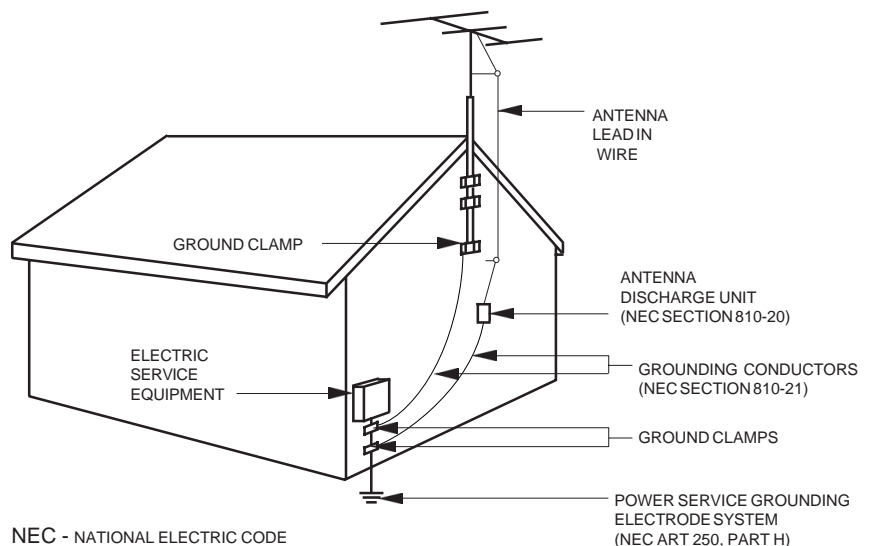 ANTENNA
LEAD IN
WIRE
GROUND CLAMP
ANTENNA
DISCHARGE UNIT
(NEC SECTION 810-20)
ELECTRIC
SERVICE
EQUIPMENT
GROUNDING CONDUCTORS
(NEC SECTION 810-21)
GROUND CLAMPS
POWER SERVICE GROUNDING
ELECTRODE SYSTEM
(NEC ART 250, PART H)
NEC - NATIONAL ELECTRIC CODE